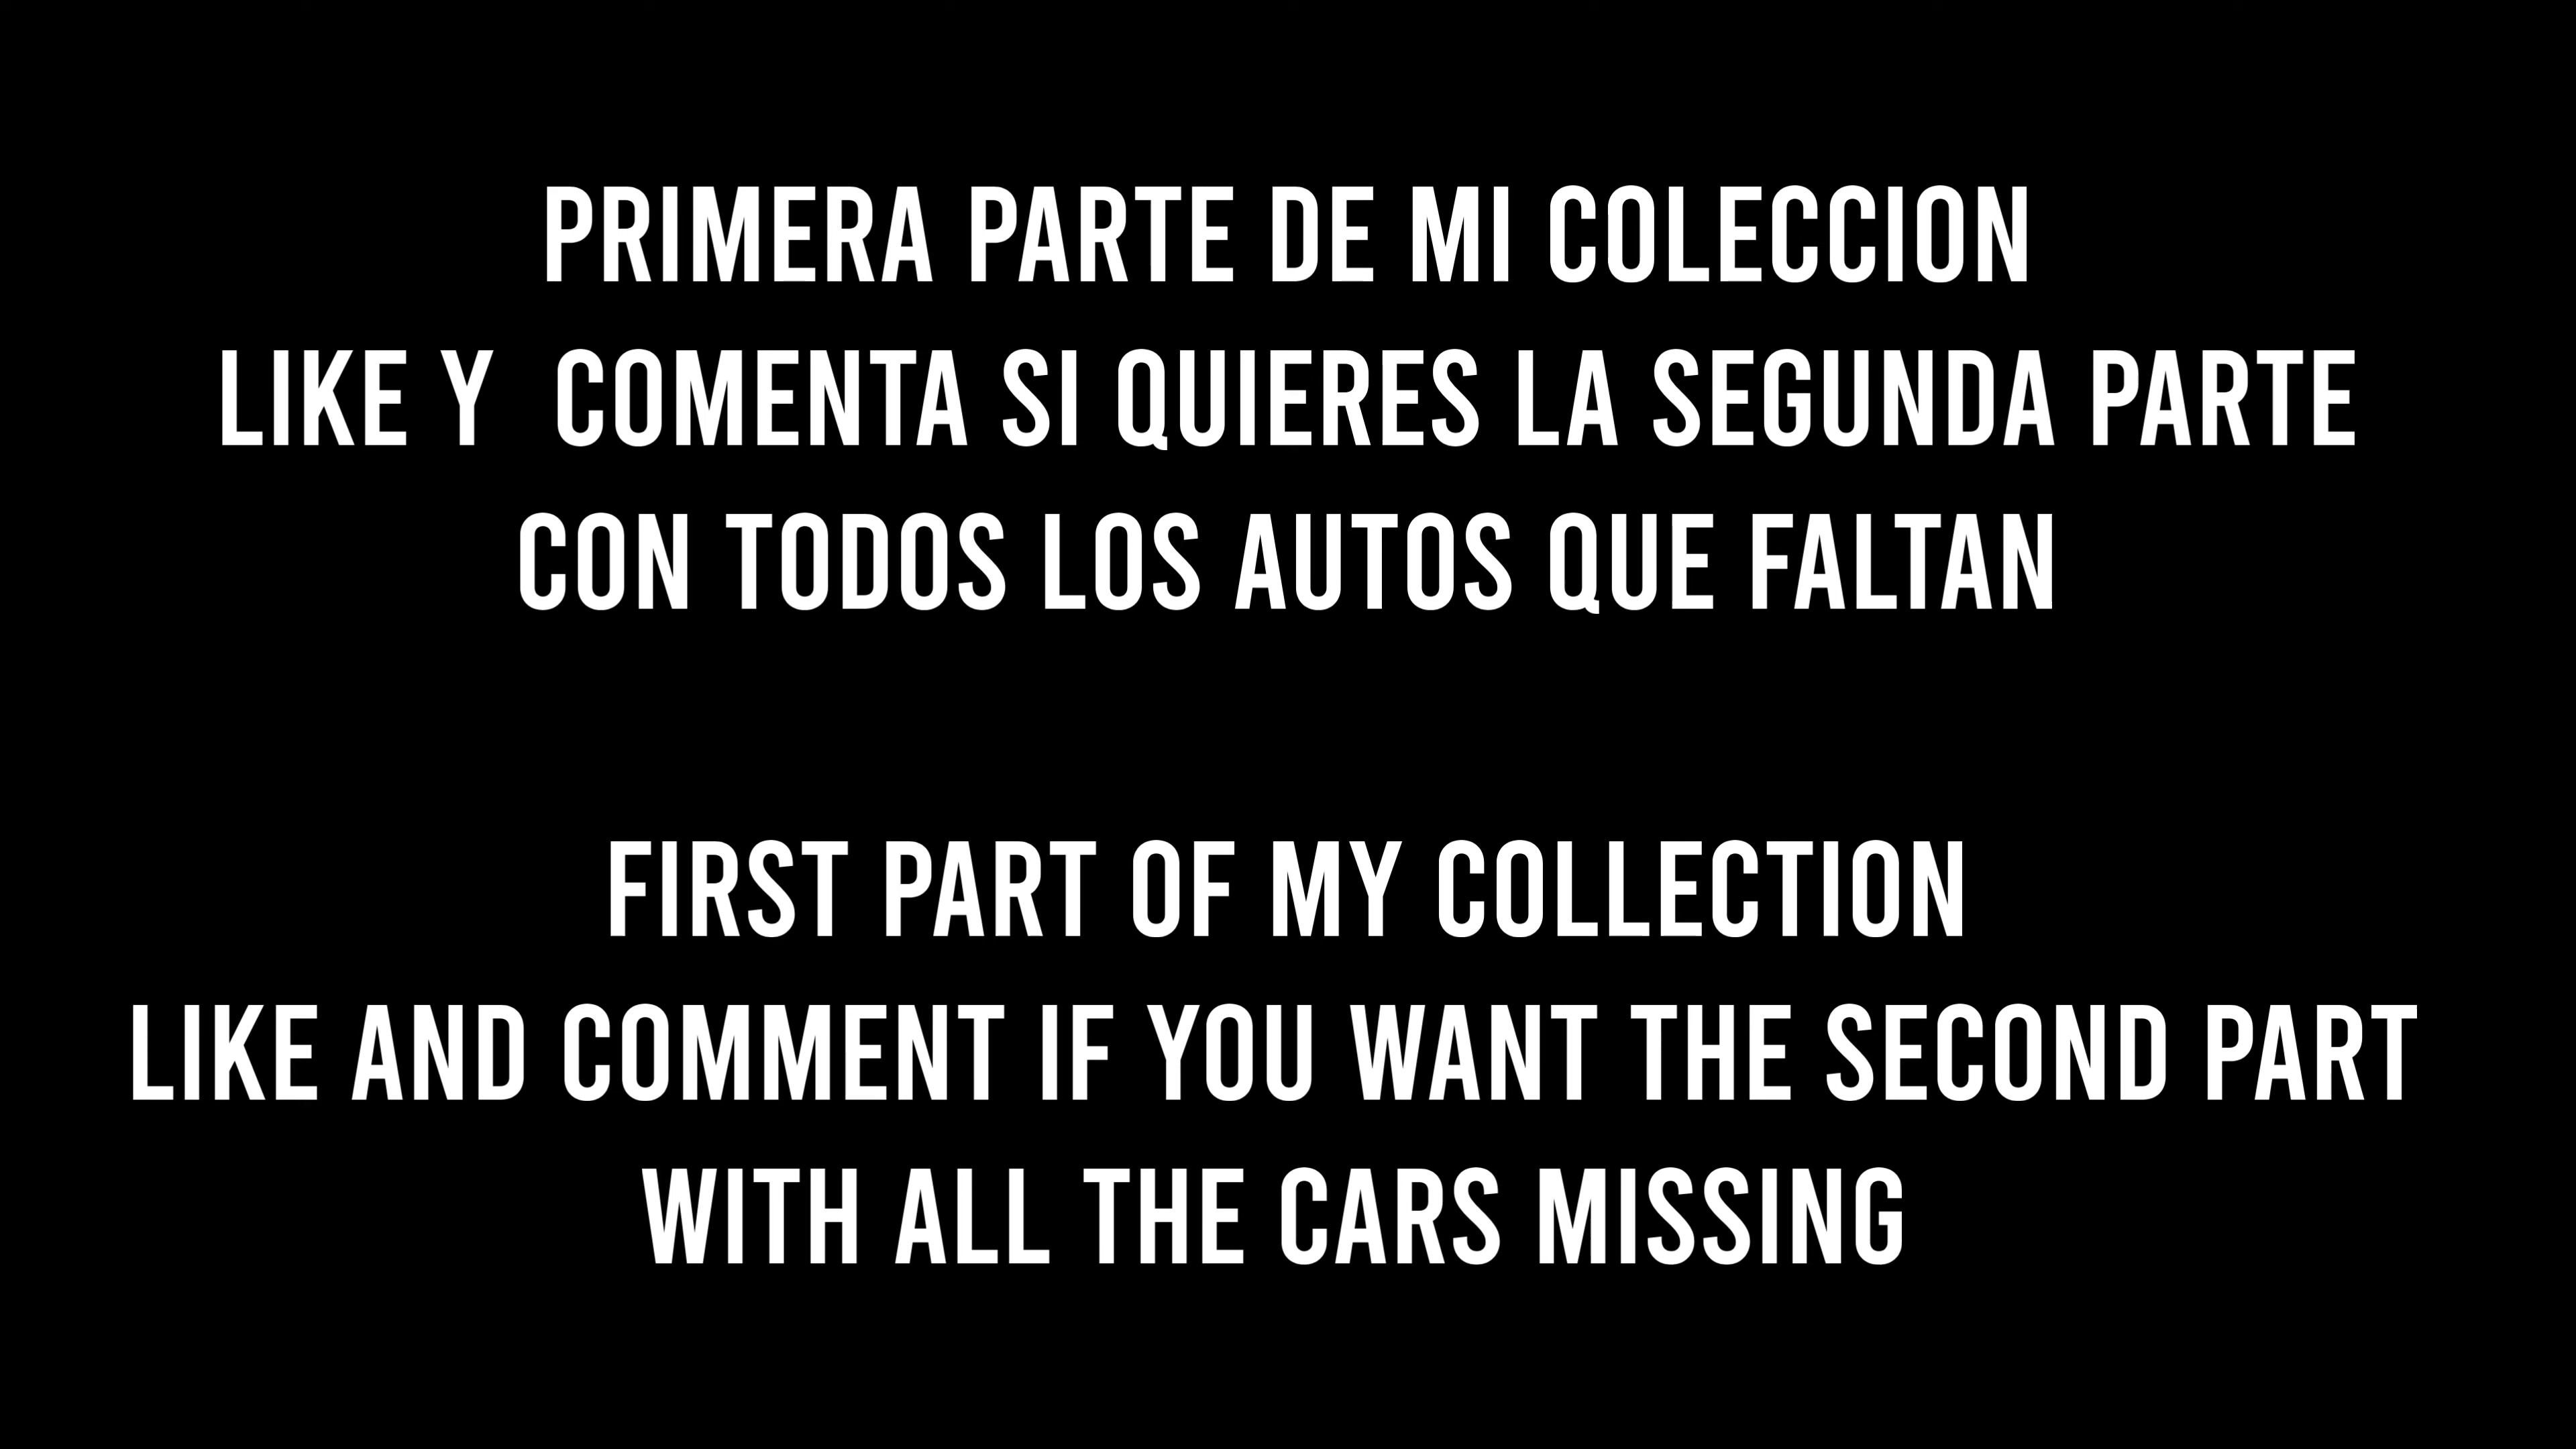 PRIMERA PARTE DE MI COLECCION
LIKE Y  COMENTA SI QUIERES LA SEGUNDA PARTE
CON TODOS LOS AUTOS QUE FALTAN
FIRST PART OF MY COLLECTION
LIKE AND COMMENT IF YOU WANT THE SECOND PART
WITH ALL THE CARS MISSING